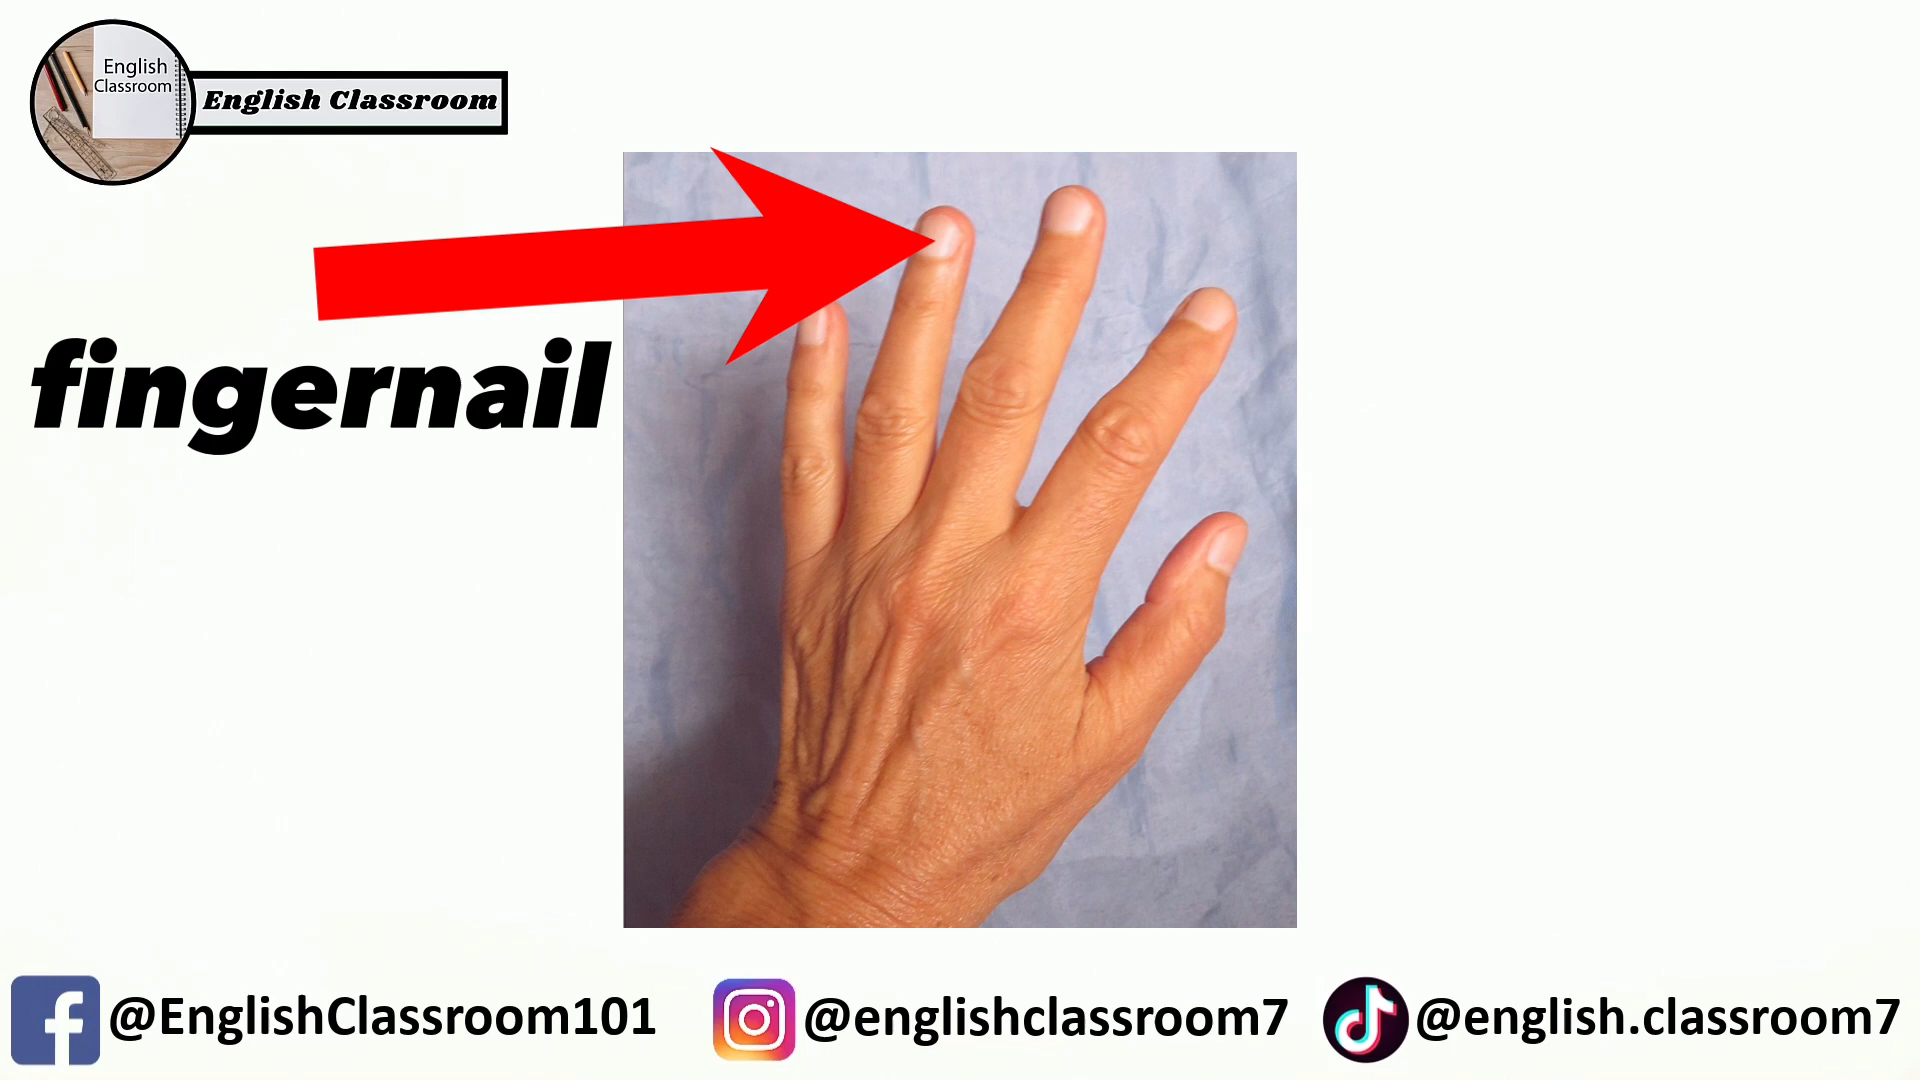 English
Classroom
English Classroom
fingernail
@EnglishClassroom101
@englishclassroom7
@english.classroom7